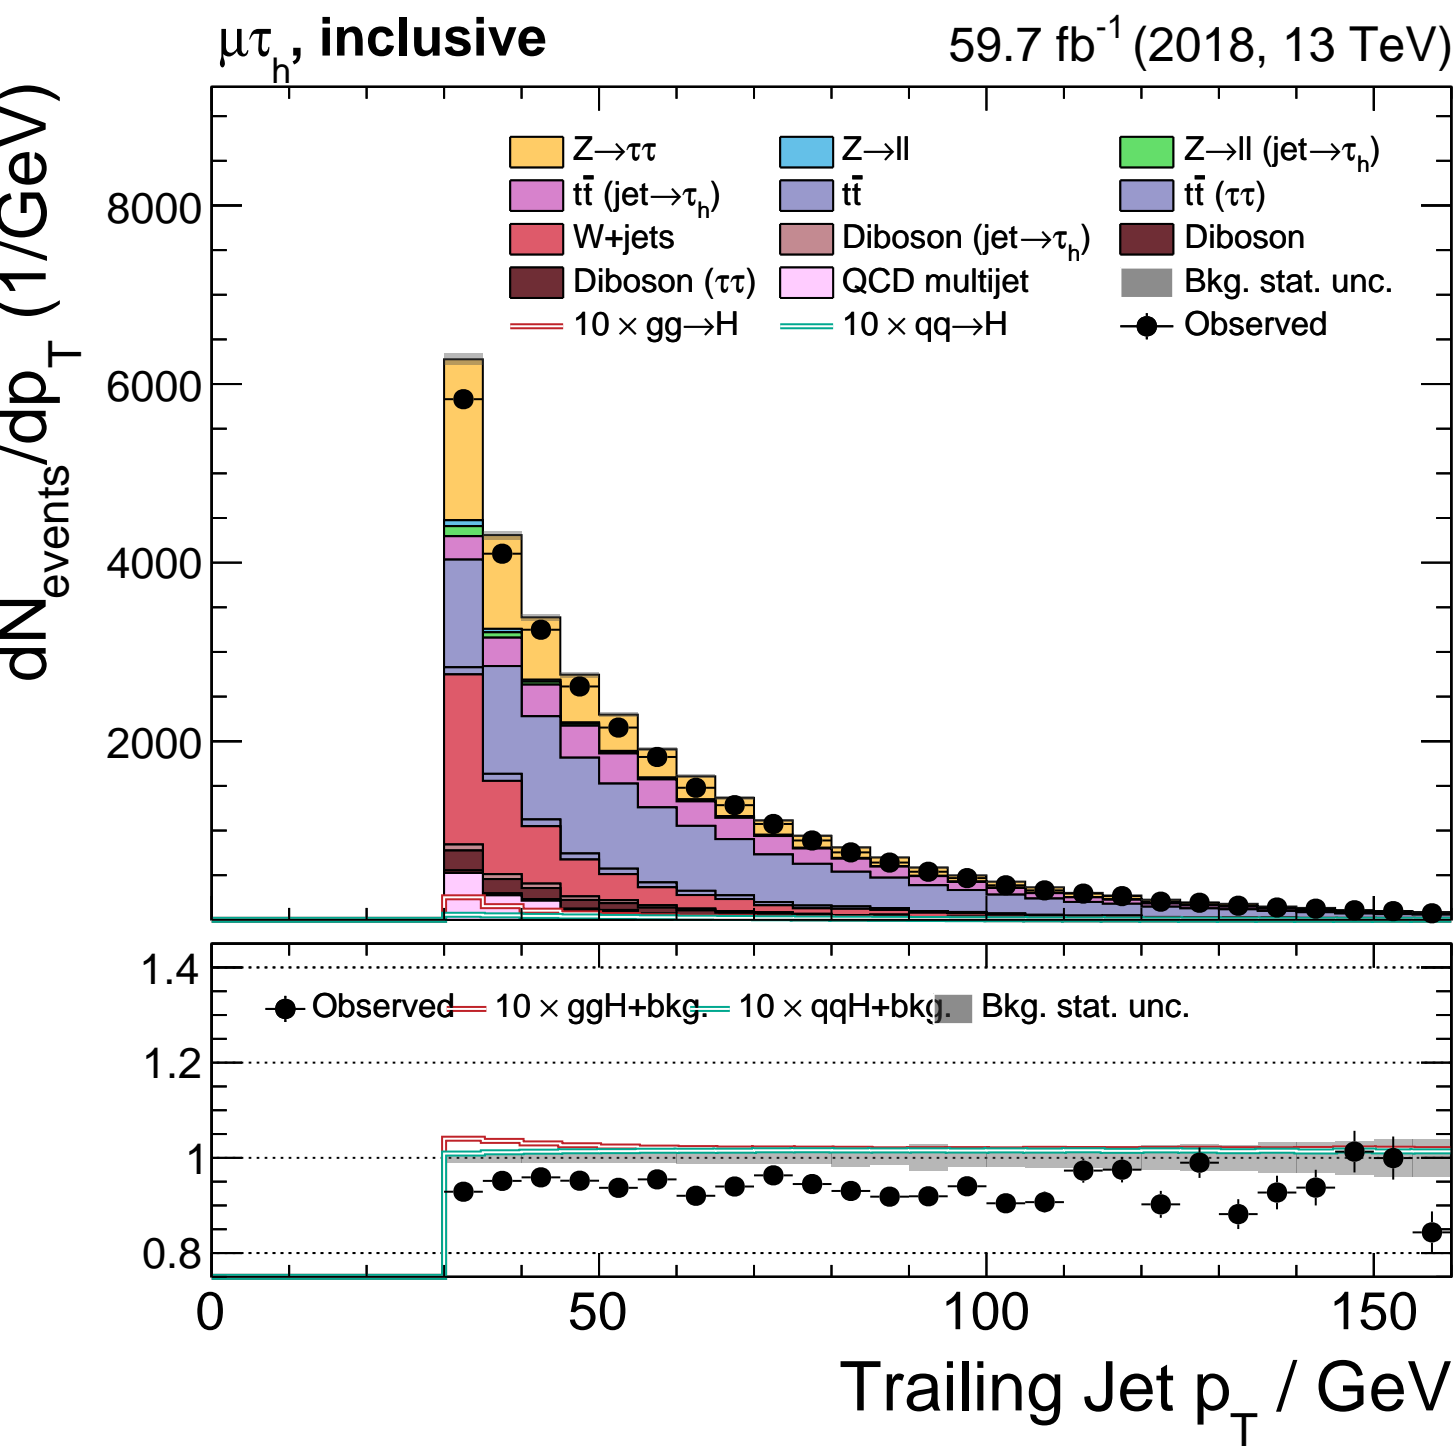 μτh, inclusive
59.7 fb-1 (2018, 13 TeV)
dNevents/dpT (1/GeV)
8000
6000
4000
2000
Z→ττ Z→ll Z→ll (jet→τh)
tt̄ (jet→τh) tt̄ tt̄ (ττ)
W+jets Diboson (jet→τh) Diboson
Diboson (ττ) QCD multijet Bkg. stat. unc.
10 × gg→H 10 × qq→H Observed
1.4
1.2
1
0.8
Observed 10 × ggH+bkg. 10 × qqH+bkg. Bkg. stat. unc.
0 50 100 150
Trailing Jet pT / GeV